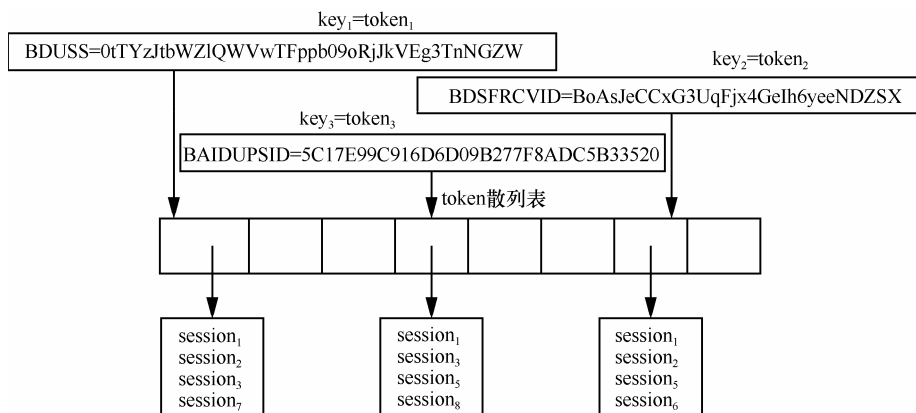 key₁=token₁
BDUSS=0tTYzJtbWZlQWVwTFppb09oRjJkVEg3TnNGZW
key₂=token₂
BDSFRCVID=BoAsJeCCxG3UqFjx4GeIh6yeeNDZSX
key₃=token₃
BAIDUPSID=5C17E99C916D6D09B277F8ADC5B33520
token散列表
session₁
session₂
session₃
session₇
session₁
session₃
session₅
session₈
session₁
session₂
session₅
session₆